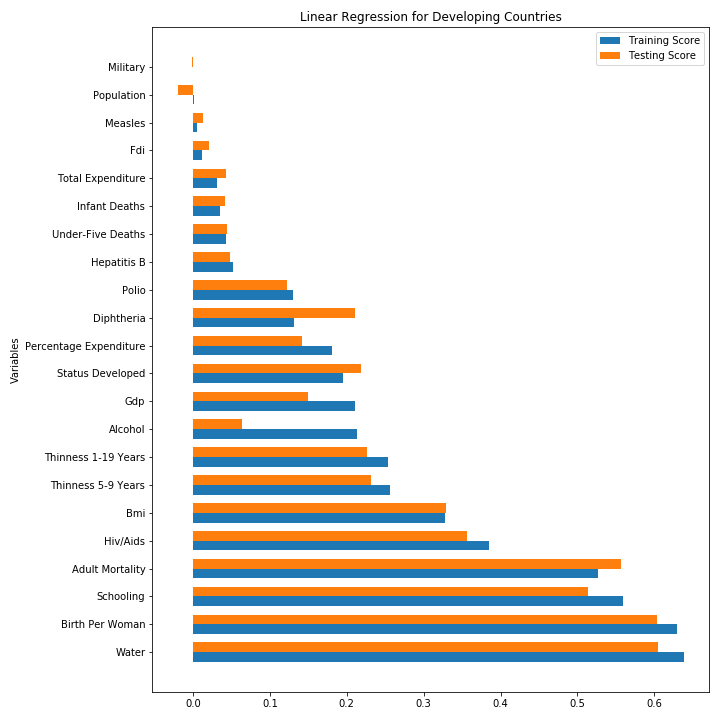 Linear Regression for Developing Countries
Training Score
Testing Score
Military
Population
Measles
Fdi
Total Expenditure
Infant Deaths
Under-Five Deaths
Hepatitis B
Polio
Diphtheria
Percentage Expenditure
Status Developed
Gdp
Alcohol
Thinness 1-19 Years
Thinness 5-9 Years
Bmi
Hiv/Aids
Adult Mortality
Schooling
Birth Per Woman
Water
Variables
0.0 0.1 0.2 0.3 0.4 0.5 0.6